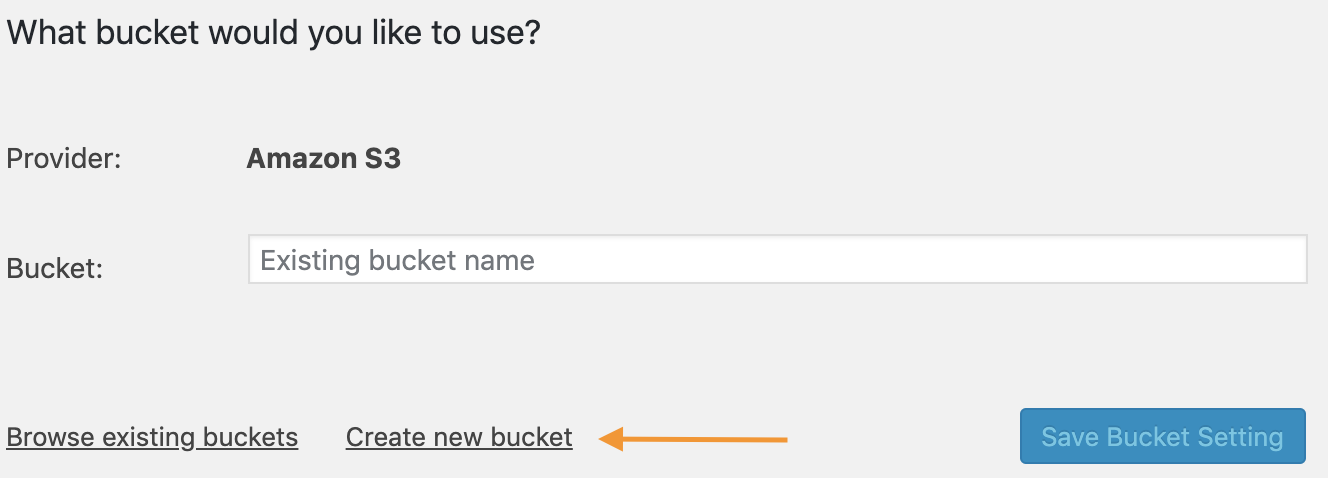 What bucket would you like to use?
Provider: Amazon S3
Bucket: Existing bucket name
Browse existing buckets Create new bucket Save Bucket Setting